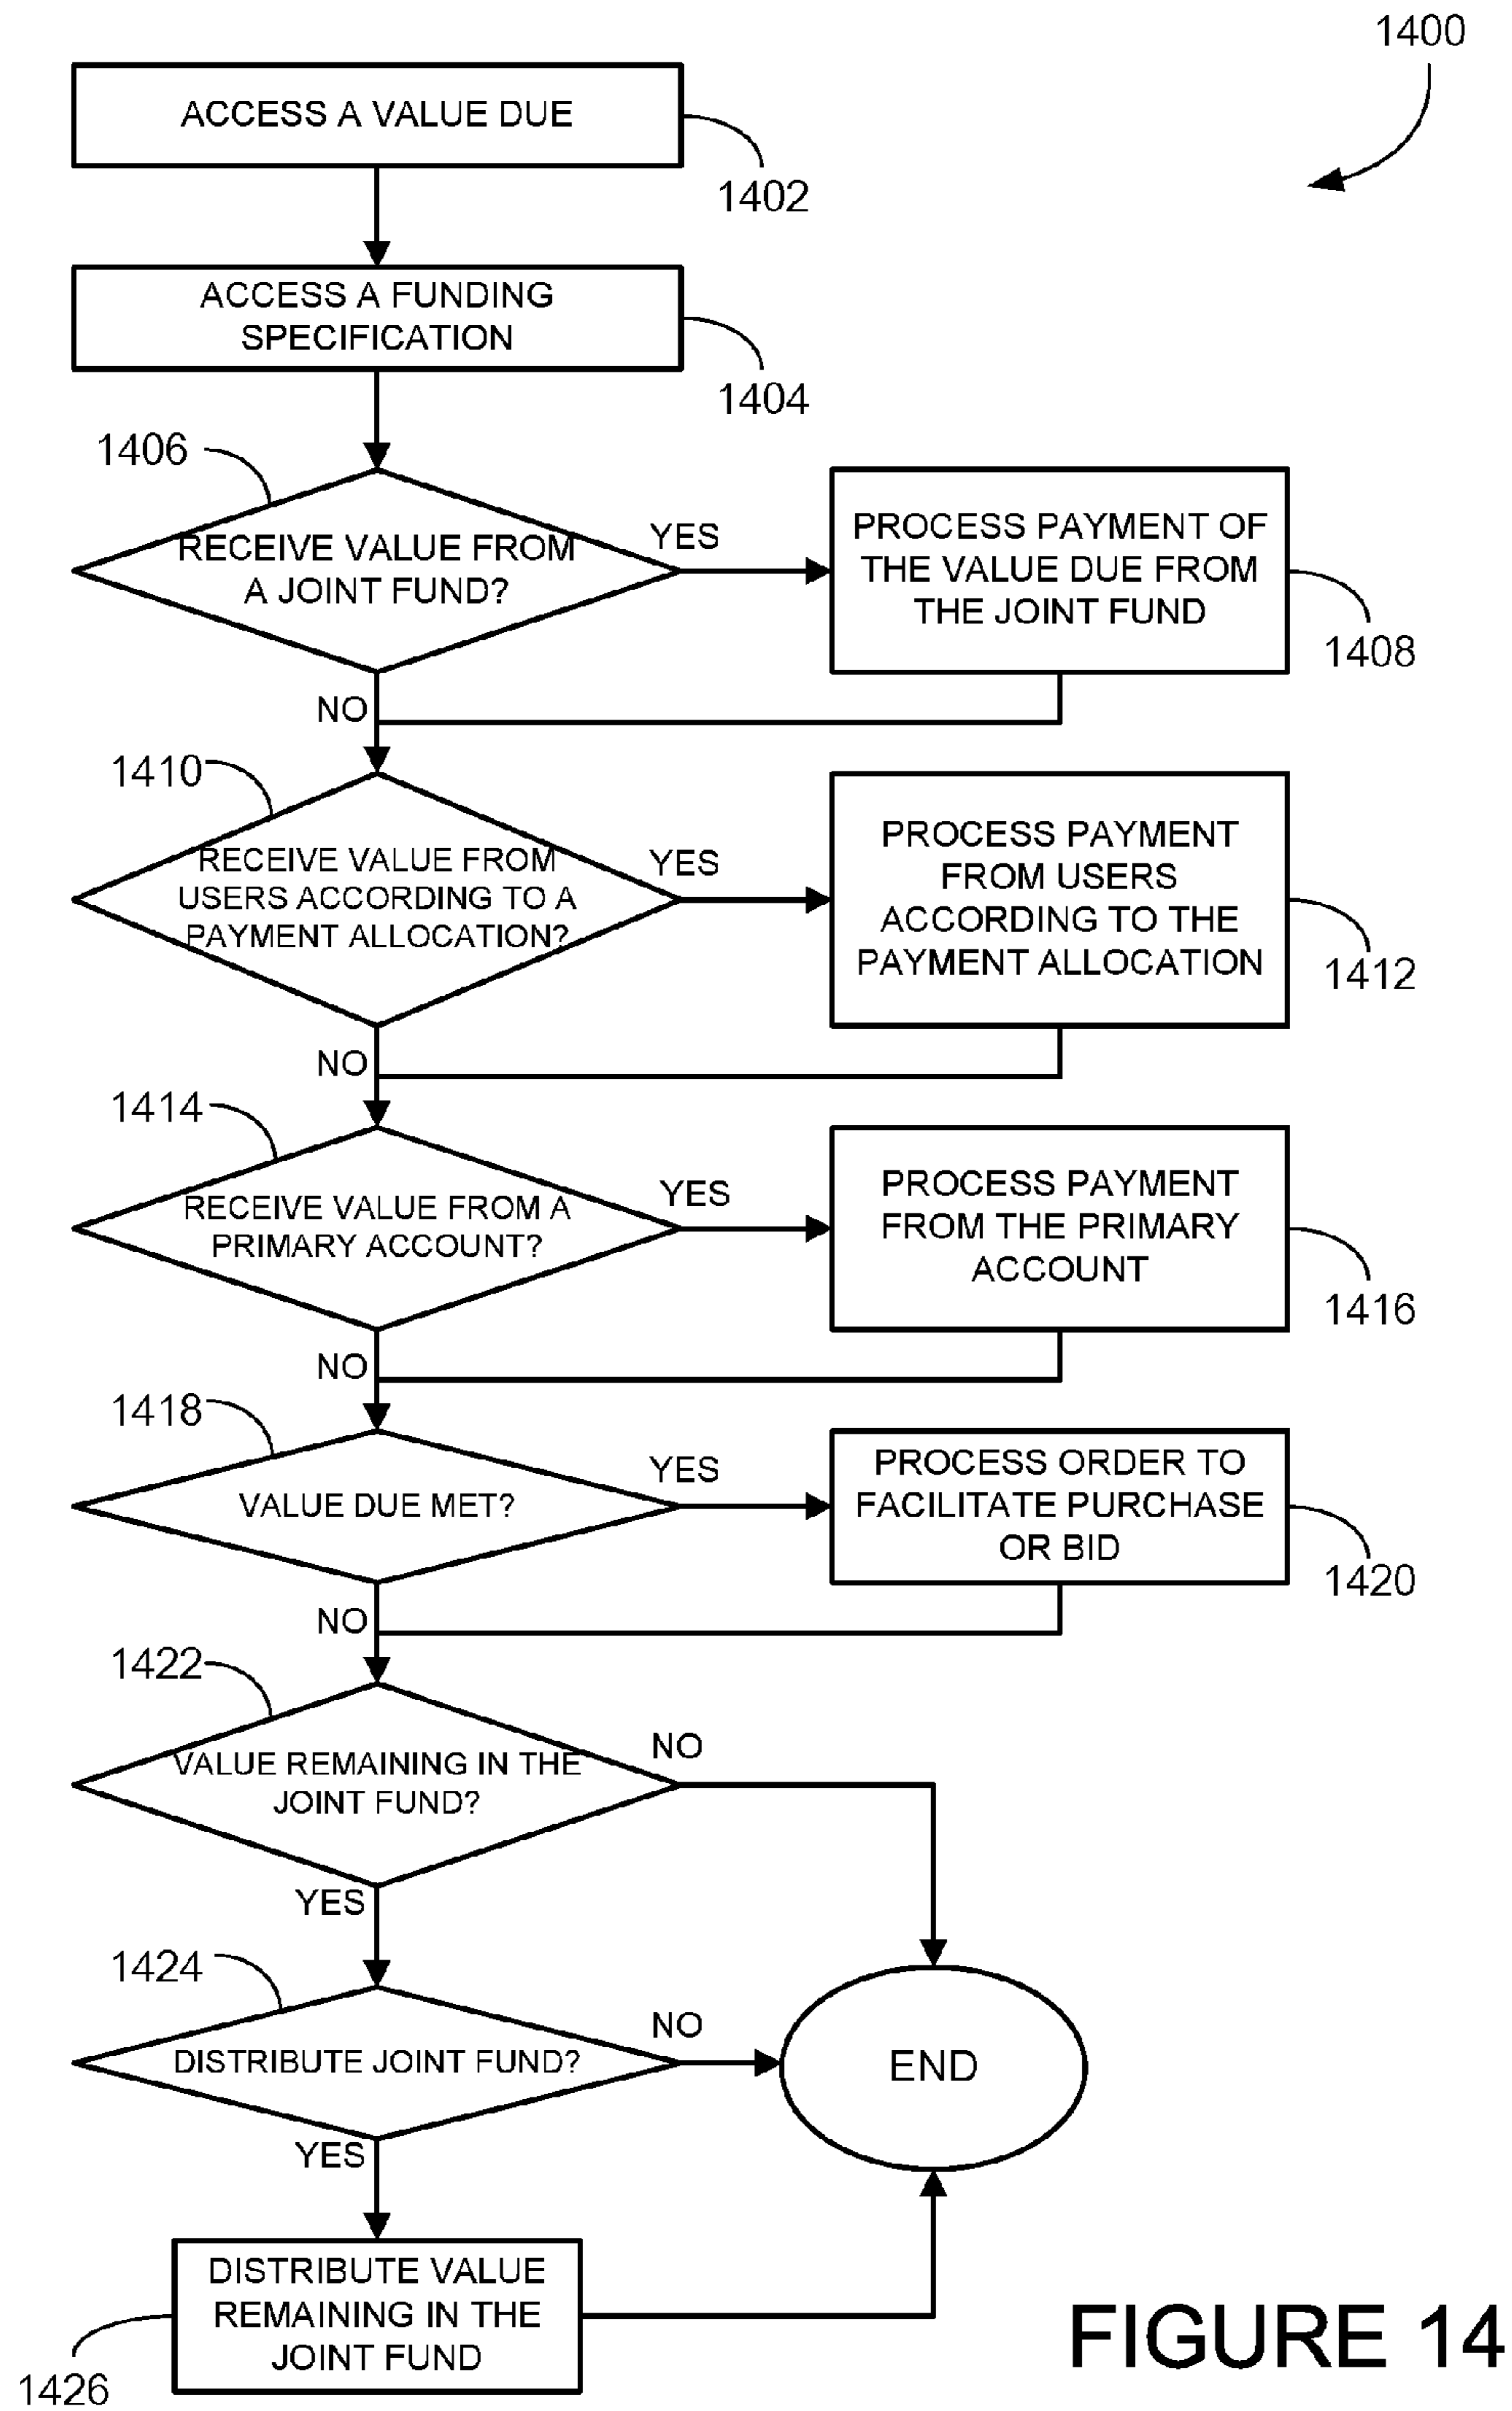 1400
ACCESS A VALUE DUE
1402
ACCESS A FUNDING
SPECIFICATION
1404
1406
RECEIVE VALUE FROM
A JOINT FUND?
YES
NO
PROCESS PAYMENT OF
THE VALUE DUE FROM
THE JOINT FUND
1408
1410
RECEIVE VALUE FROM
USERS ACCORDING TO A
PAYMENT ALLOCATION?
YES
NO
PROCESS PAYMENT
FROM USERS
ACCORDING TO THE
PAYMENT ALLOCATION
1412
1414
RECEIVE VALUE FROM A
PRIMARY ACCOUNT?
YES
NO
PROCESS PAYMENT
FROM THE PRIMARY
ACCOUNT
1416
1418
VALUE DUE MET?
YES
NO
PROCESS ORDER TO
FACILITATE PURCHASE
OR BID
1420
1422
VALUE REMAINING IN THE
JOINT FUND?
NO
YES
1424
DISTRIBUTE JOINT FUND?
NO
YES
END
DISTRIBUTE VALUE
REMAINING IN THE
JOINT FUND
1426
FIGURE 14